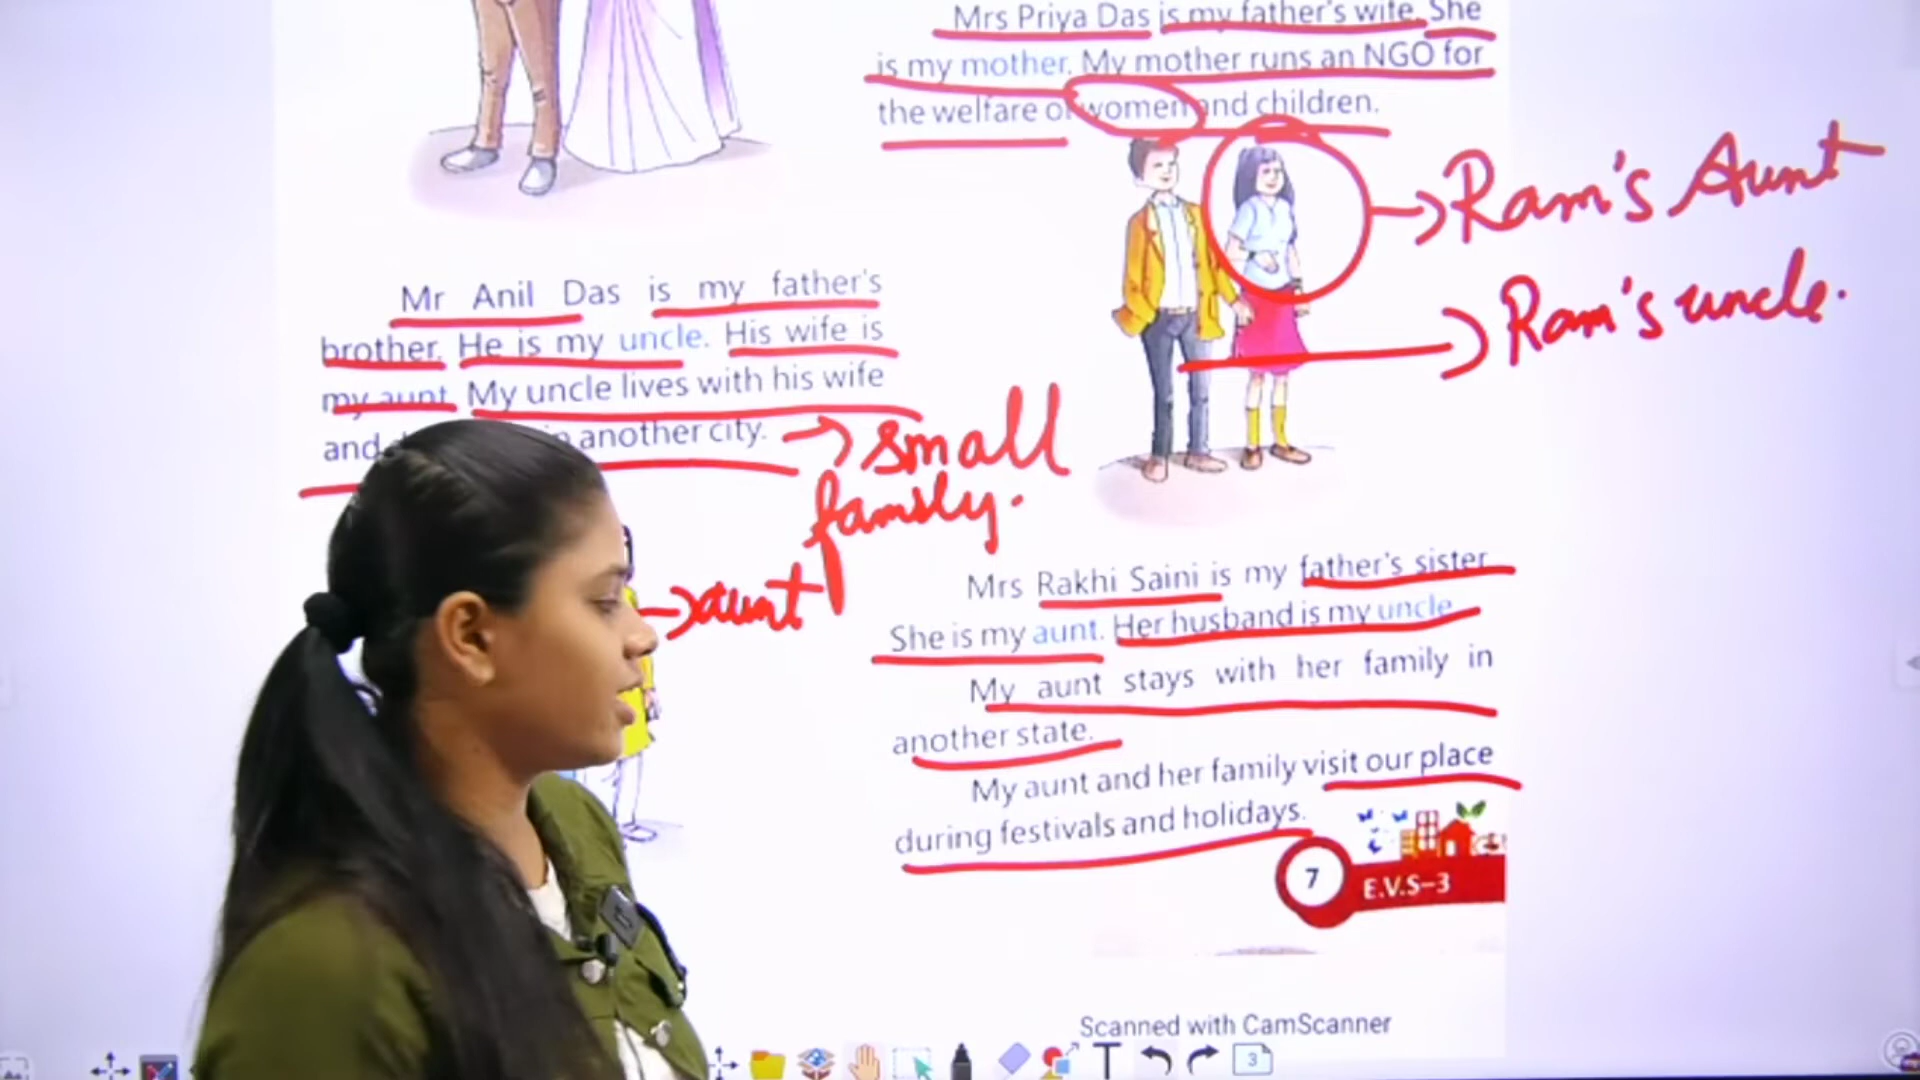 Mrs Priya Das is my father's wife. She
is my mother. My mother runs an NGO for
the welfare of women and children.
Ram's Aunt
Ram's uncle.
Mr Anil Das is my father's
brother. He is my uncle. His wife is
my aunt. My uncle lives with his wife
and another city.
small
family.
aunt
Mrs Rakhi Saini is my father's sister
She is my aunt. Her husband is my uncle
My aunt stays with her family in
another state.
My aunt and her family visit our place
during festivals and holidays.
7
E.V.S-3
Scanned with CamScanner
3